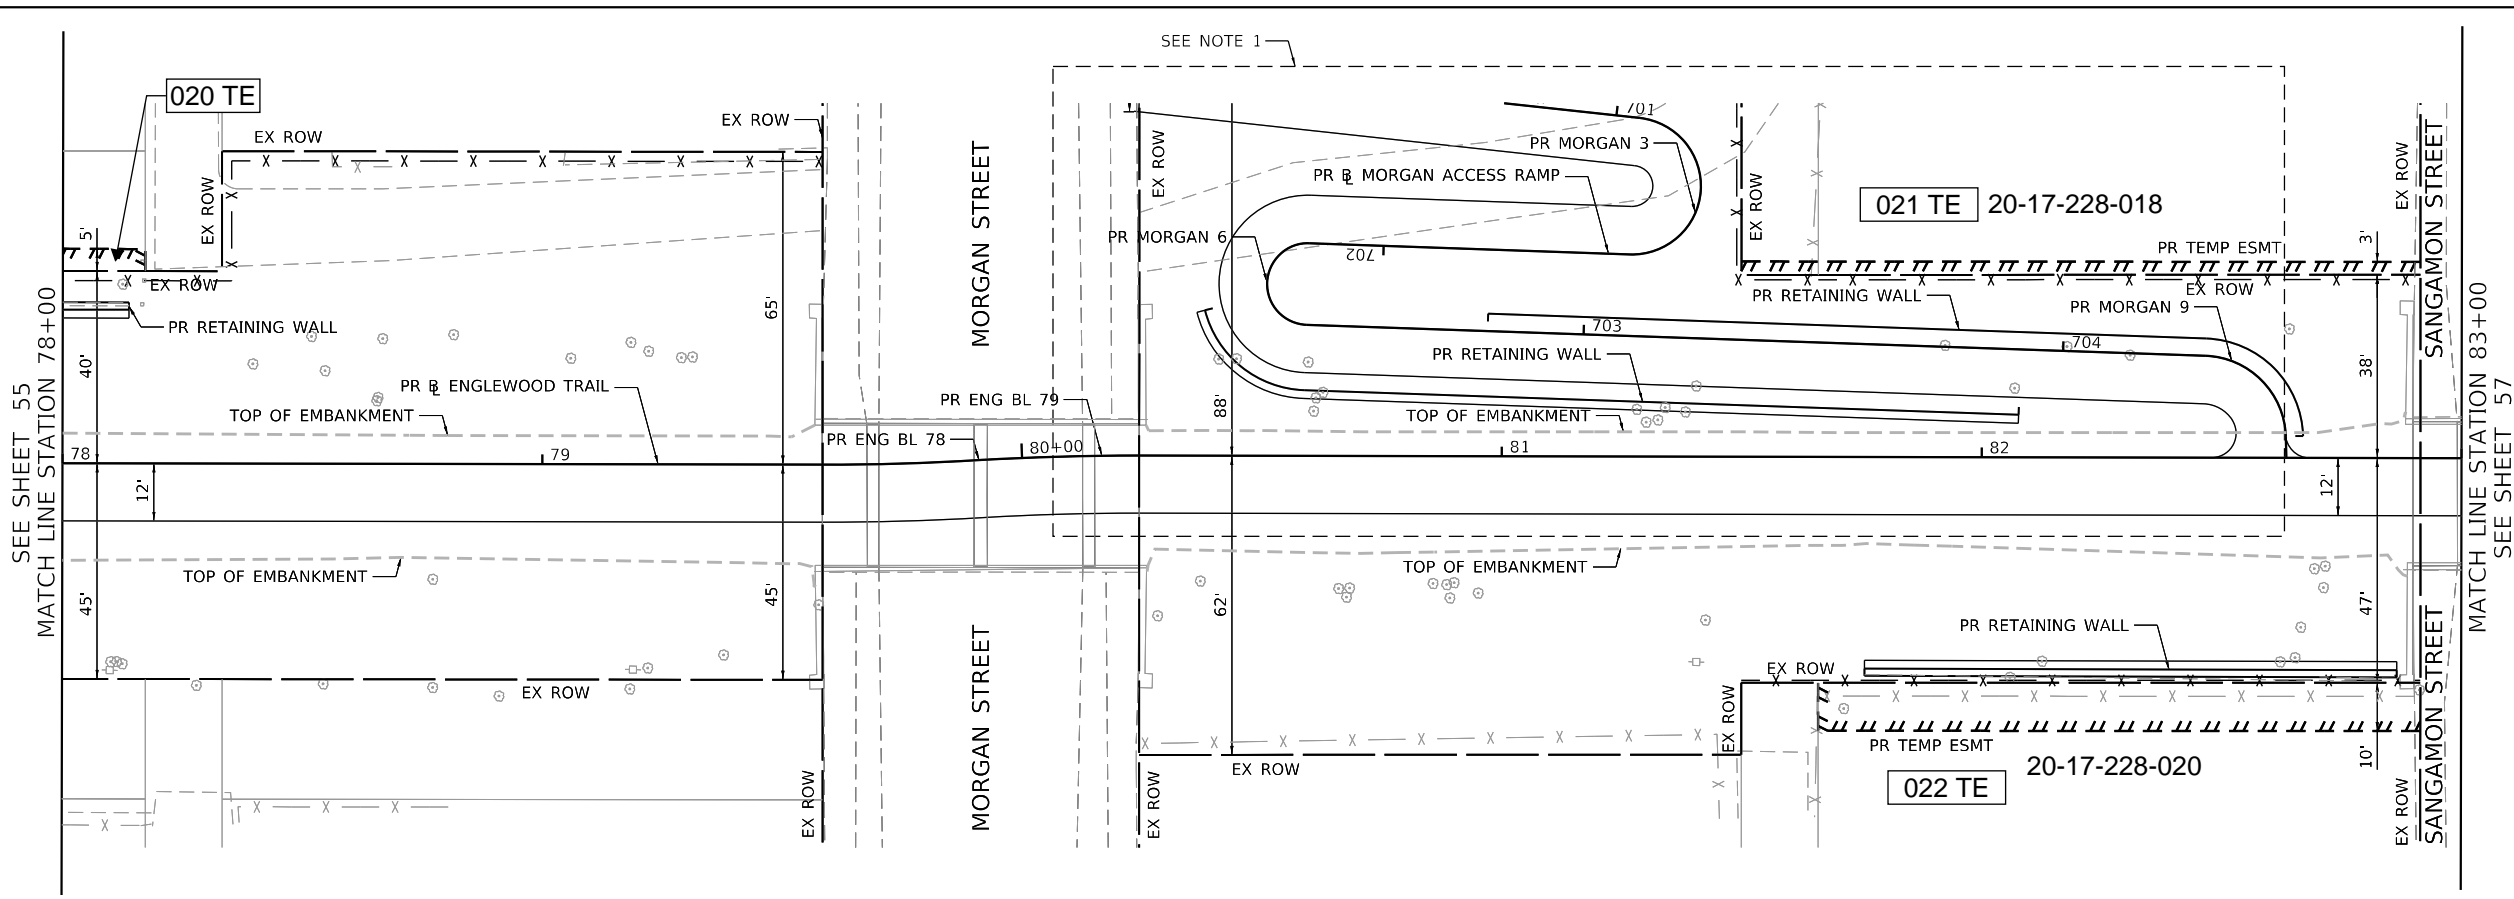 SEE NOTE 1
020 TE
EX ROW
EX ROW
EX ROW
EX ROW
5'
EX ROW
PR RETAINING WALL
40'
65'
MORGAN STREET
EX ROW
701
PR MORGAN 3
PR BL MORGAN ACCESS RAMP
PR MORGAN 6
702
EX ROW
021 TE
20-17-228-018
EX ROW
SANGAMON STREET
PR TEMP ESMT
3'
EX ROW
PR RETAINING WALL
PR MORGAN 9
703
704
PR RETAINING WALL
38'
88'
SEE SHEET 55
MATCH LINE STATION 78+00
PR BL ENGLEWOOD TRAIL
TOP OF EMBANKMENT
PR ENG BL 79
PR ENG BL 78
TOP OF EMBANKMENT
78
79
80+00
81
82
MATCH LINE STATION 83+00
SEE SHEET 57
12'
12'
TOP OF EMBANKMENT
TOP OF EMBANKMENT
45'
45'
62'
47'
PR RETAINING WALL
EX ROW
EX ROW
MORGAN STREET
EX ROW
EX ROW
EX ROW
EX ROW
PR TEMP ESMT
20-17-228-020
022 TE
10'
EX ROW
SANGAMON STREET